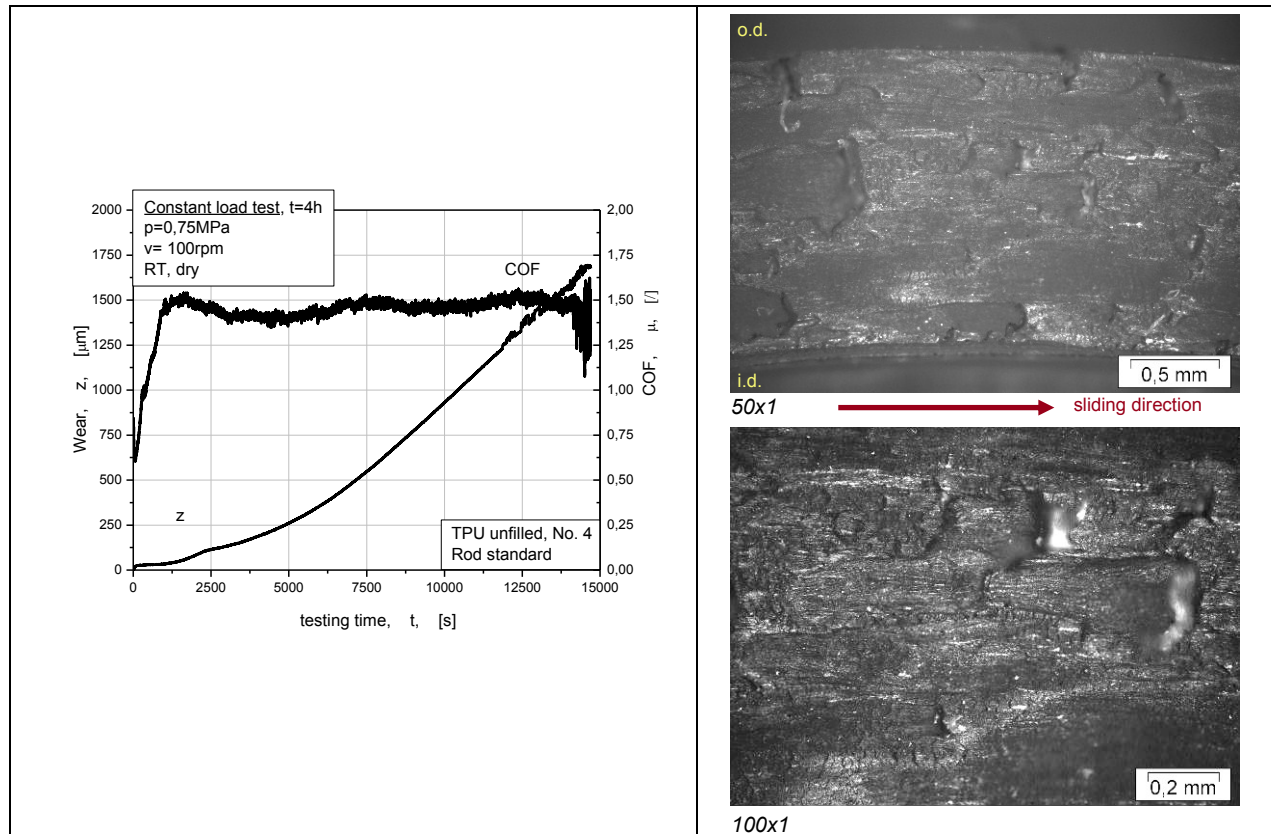 Constant load test, t=4h
p=0,75MPa
v= 100rpm
RT, dry
2000
1750
1500
1250
1000
750
500
250
0
Wear, z, [μm]
2,00
1,75
1,50
1,25
1,00
0,75
0,50
0,25
0,00
COF, μ, [/]
COF
z
TPU unfilled, No. 4
Rod standard
0
2500
5000
7500
10000
12500
15000
testing time, t, [s]
o.d.
i.d.
0,5 mm
50x1
sliding direction
0,2 mm
100x1